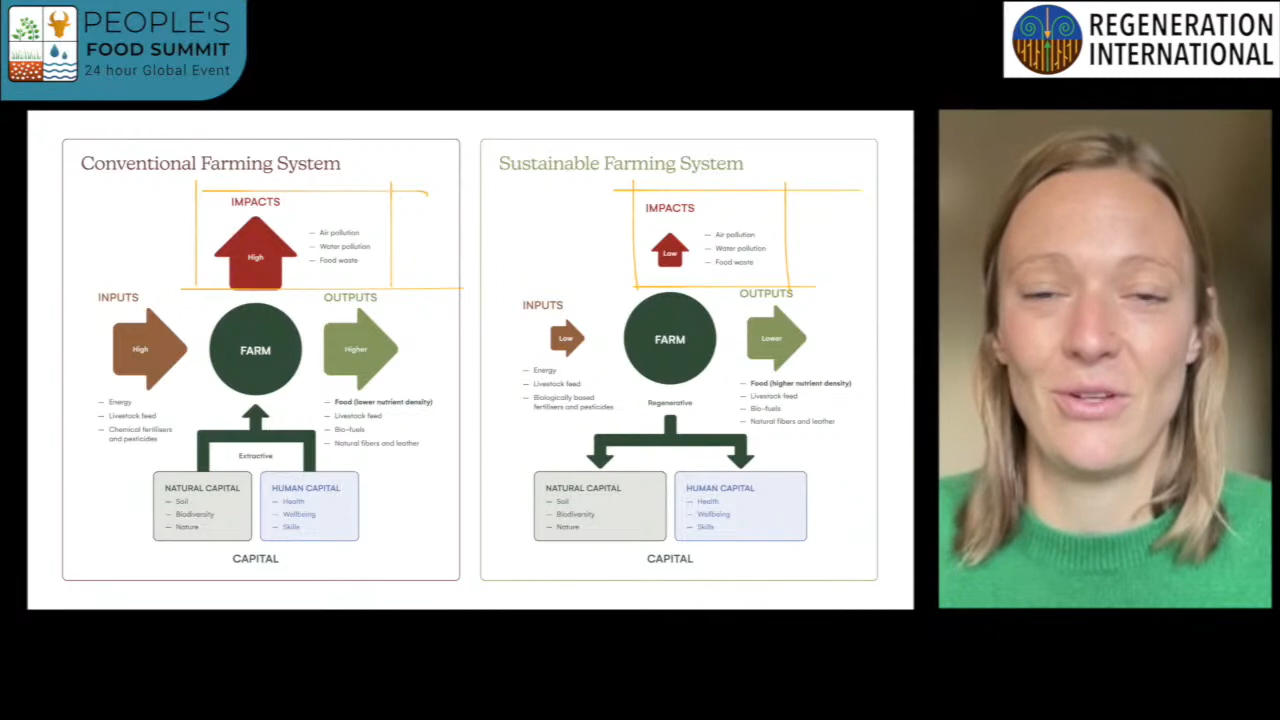 PEOPLE'S
FOOD SUMMIT
24 hour Global Event
REGENERATION
INTERNATIONAL
Conventional Farming System
IMPACTS
High
— Air pollution
— Water pollution
— Food waste
INPUTS
High
— Energy
— Livestock feed
— Chemical fertilisers
and pesticides
FARM
OUTPUTS
Higher
— Food (lower nutrient density)
— Livestock feed
— Bio-fuels
— Natural fibers and leather
Extractive
NATURAL CAPITAL
— Soil
— Biodiversity
— Nature
HUMAN CAPITAL
— Health
— Wellbeing
— Skills
CAPITAL
Sustainable Farming System
IMPACTS
Low
— Air pollution
— Water pollution
— Food waste
INPUTS
Low
— Energy
— Livestock feed
— Biologically based
fertilisers and pesticides
FARM
Regenerative
OUTPUTS
Lower
— Food (higher nutrient density)
— Livestock feed
— Bio-fuels
— Natural fibers and leather
NATURAL CAPITAL
— Soil
— Biodiversity
— Nature
HUMAN CAPITAL
— Health
— Wellbeing
— Skills
CAPITAL